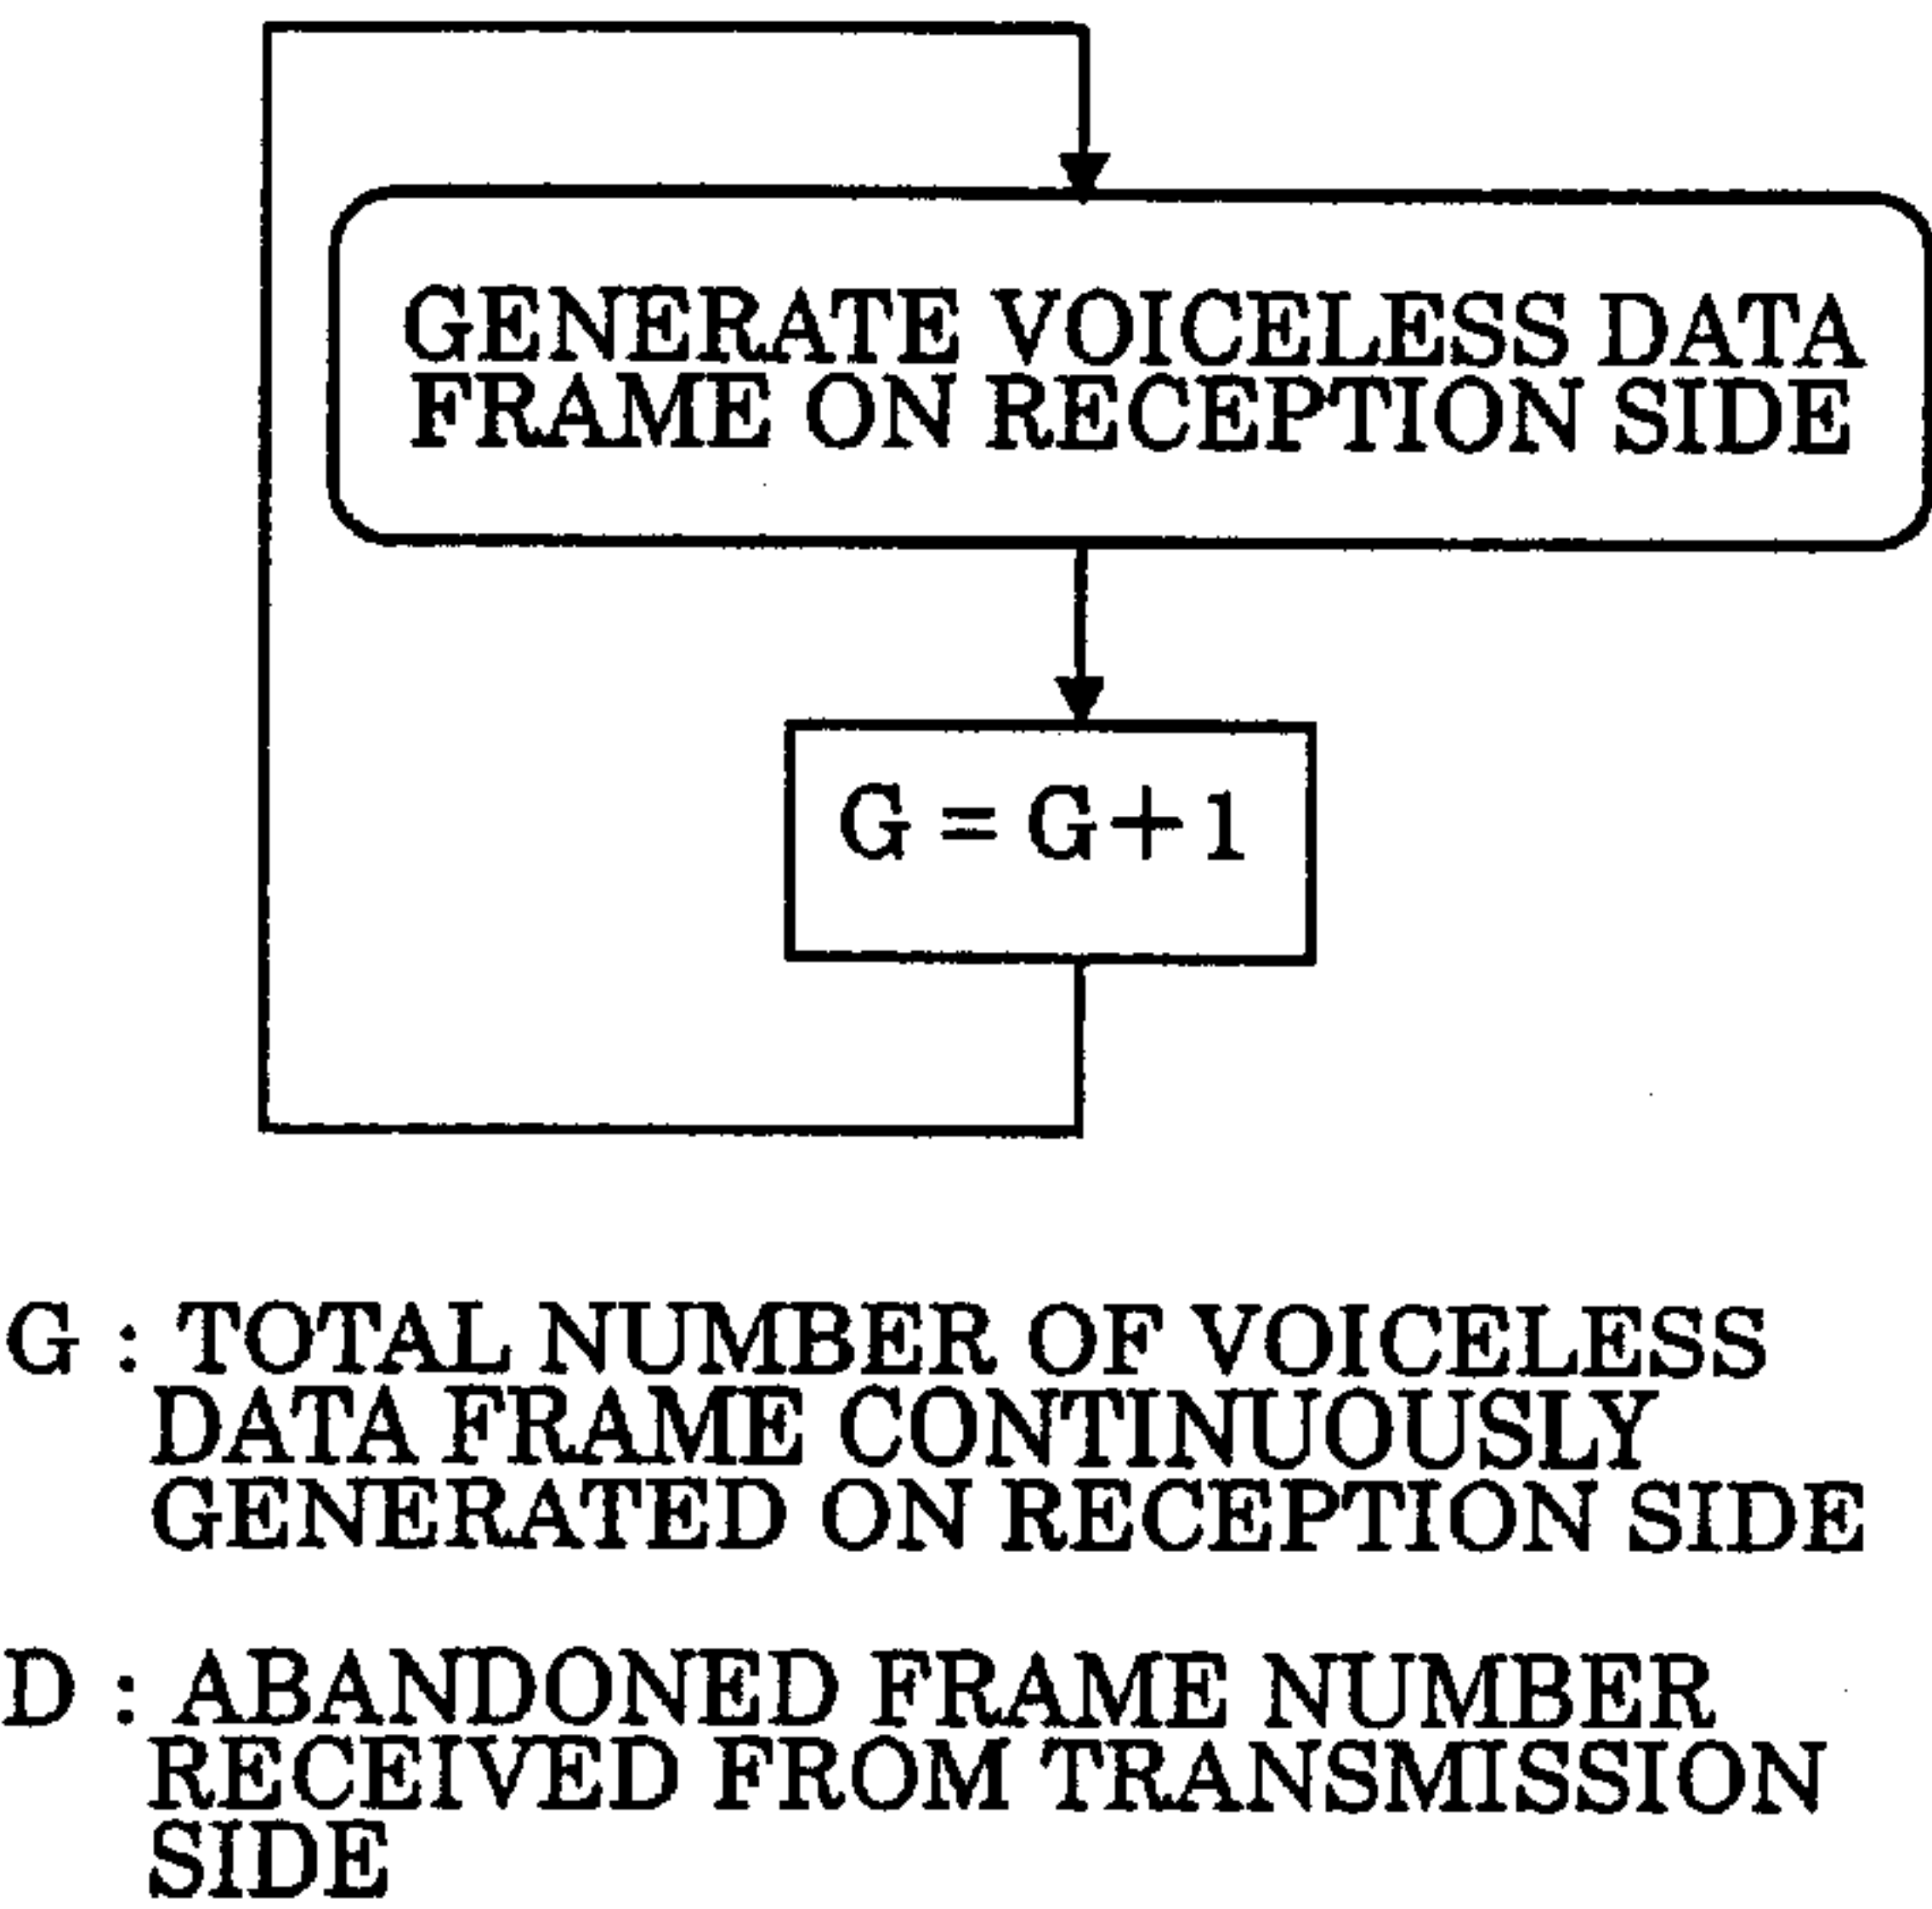 GENERATE VOICELESS DATA
FRAME ON RECEPTION SIDE
G = G+1
G : TOTAL NUMBER OF VOICELESS
DATA FRAME CONTINUOUSLY
GENERATED ON RECEPTION SIDE
D : ABANDONED FRAME NUMBER
RECEIVED FROM TRANSMISSION
SIDE